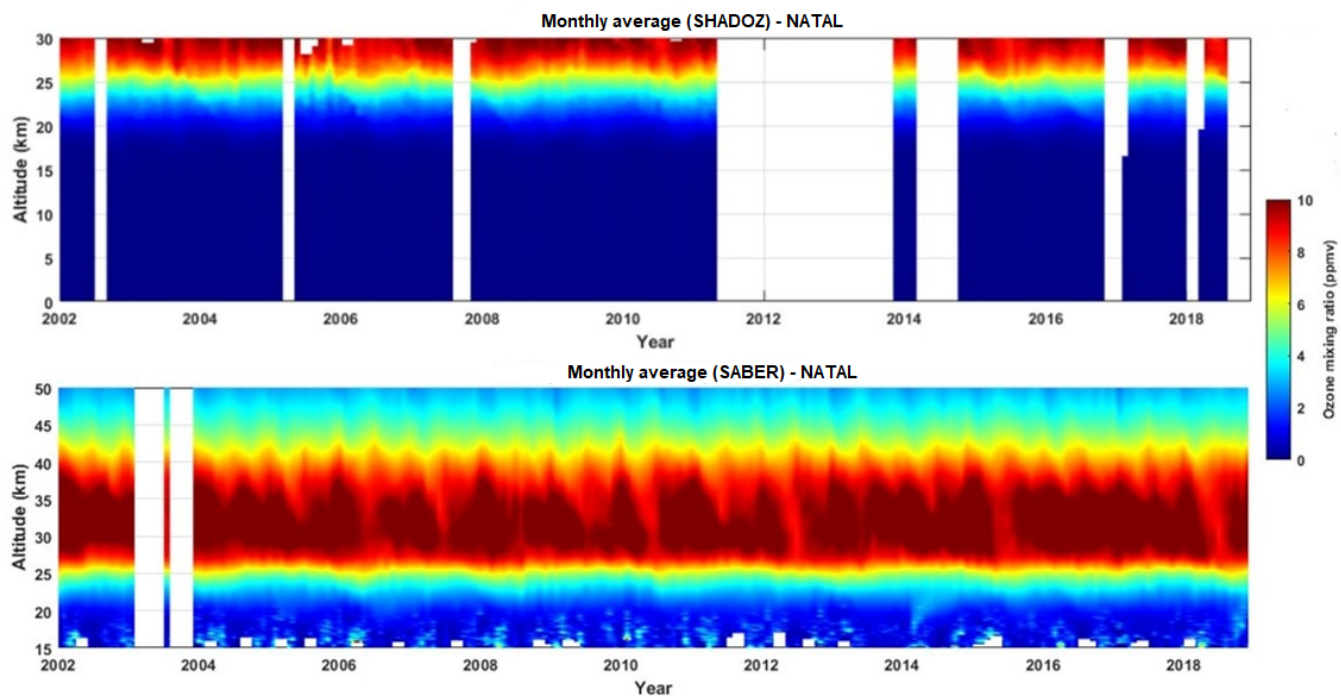 Monthly average (SHADOZ) - NATAL
30
25
20
15
10
5
0
Altitude (km)
2002 2004 2006 2008 2010 2012 2014 2016 2018
Year
Monthly average (SABER) - NATAL
50
45
40
35
30
25
20
15
Altitude (km)
2002 2004 2006 2008 2010 2012 2014 2016 2018
Year
10
8
6
4
2
0
Ozone mixing ratio (ppmv)